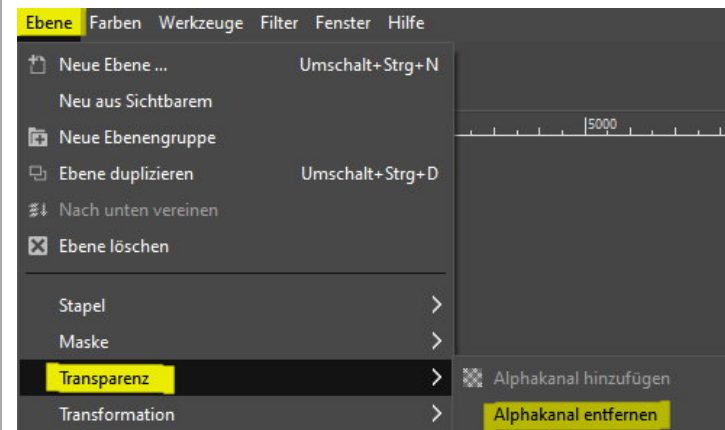 Ebene Farben Werkzeuge Filter Fenster Hilfe
Neue Ebene ... Umschalt+Strg+N
Neu aus Sichtbarem
Neue Ebenengruppe
Ebene duplizieren Umschalt+Strg+D
Nach unten vereinen
Ebene löschen
Stapel
Maske
Transparenz
Transformation
5000
Alphakanal hinzufügen
Alphakanal entfernen